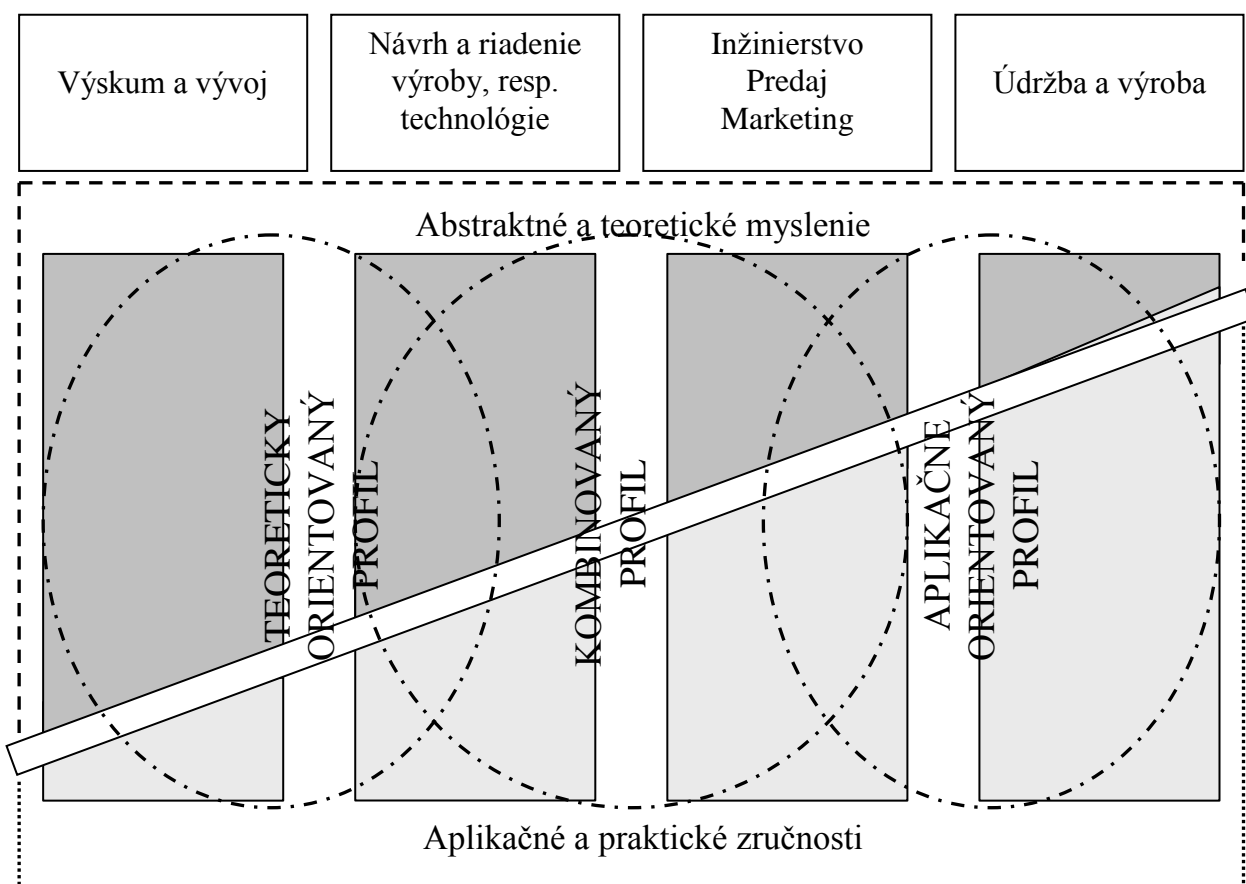 Výskum a vývoj
Návrh a riadenie
výroby, resp.
technológie
Inžinierstvo
Predaj
Marketing
Údržba a výroba
Abstraktné a teoretické myslenie
TEORETICKY
ORIENTOVANÝ
PROFIL
KOMBINOVANÝ
PROFIL
APLIKAČNE
ORIENTOVANÝ
PROFIL
Aplikačné a praktické zručnosti